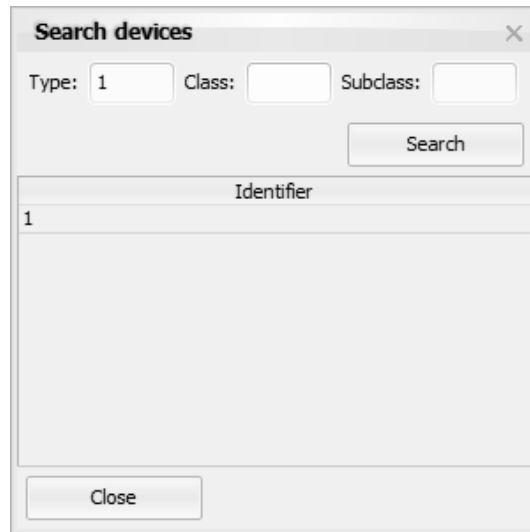 Search devices
Type: 1 Class: Subclass:
Search
Identifier
1
Close